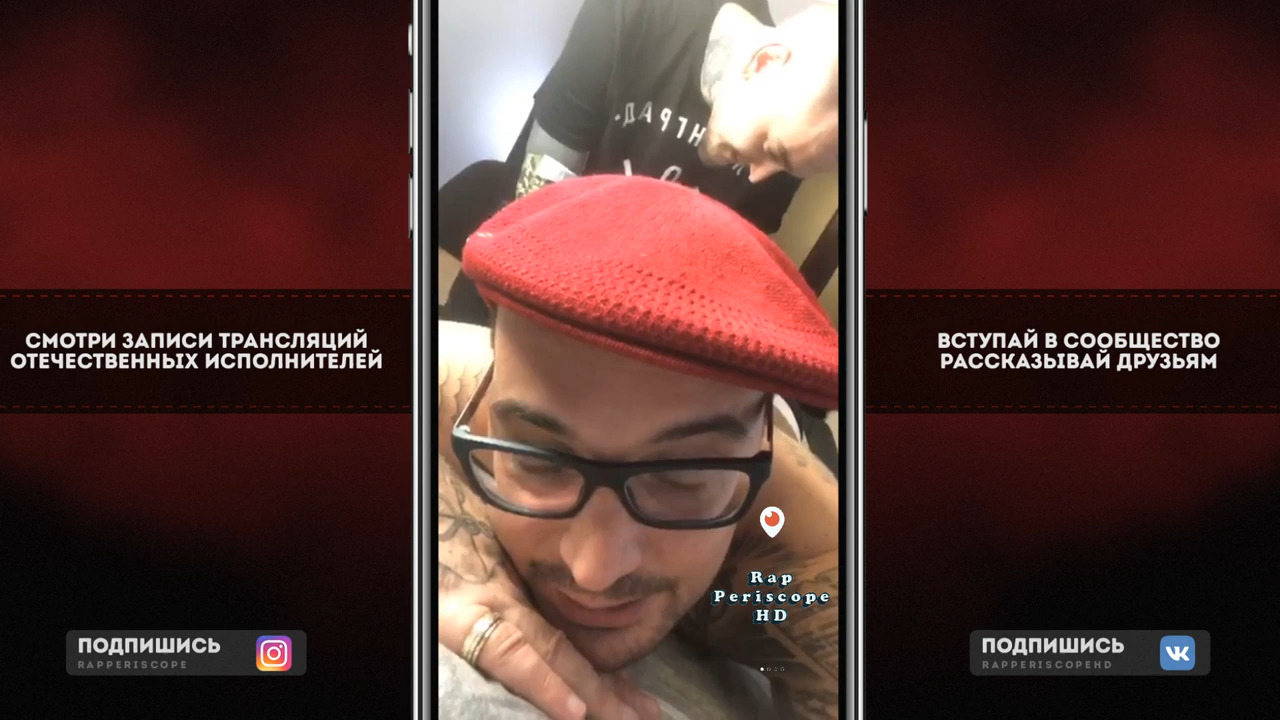 СМОТРИ ЗАПИСИ ТРАНСЛЯЦИЙ
ОТЕЧЕСТВЕННЫХ ИСПОЛНИТЕЛЕЙ
ВСТУПАЙ В СООБЩЕСТВО
РАССКАЗЫВАЙ ДРУЗЬЯМ
Rap
Periscope
HD
ПОДПИШИСЬ
RAPPERISCOPE
ПОДПИШИСЬ
RAPPERISCOPEHD